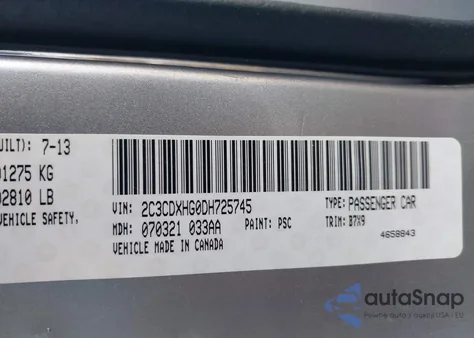 UILT): 7-13
01275 KG
02810 LB
VEHICLE SAFETY,
VIN: 2C3CDXHG0DH725745
TYPE: PASSENGER CAR
MDH: 070321 033AA
PAINT: PSC
TRIM: B7X9
VEHICLE MADE IN CANADA
4658843
autoSnap